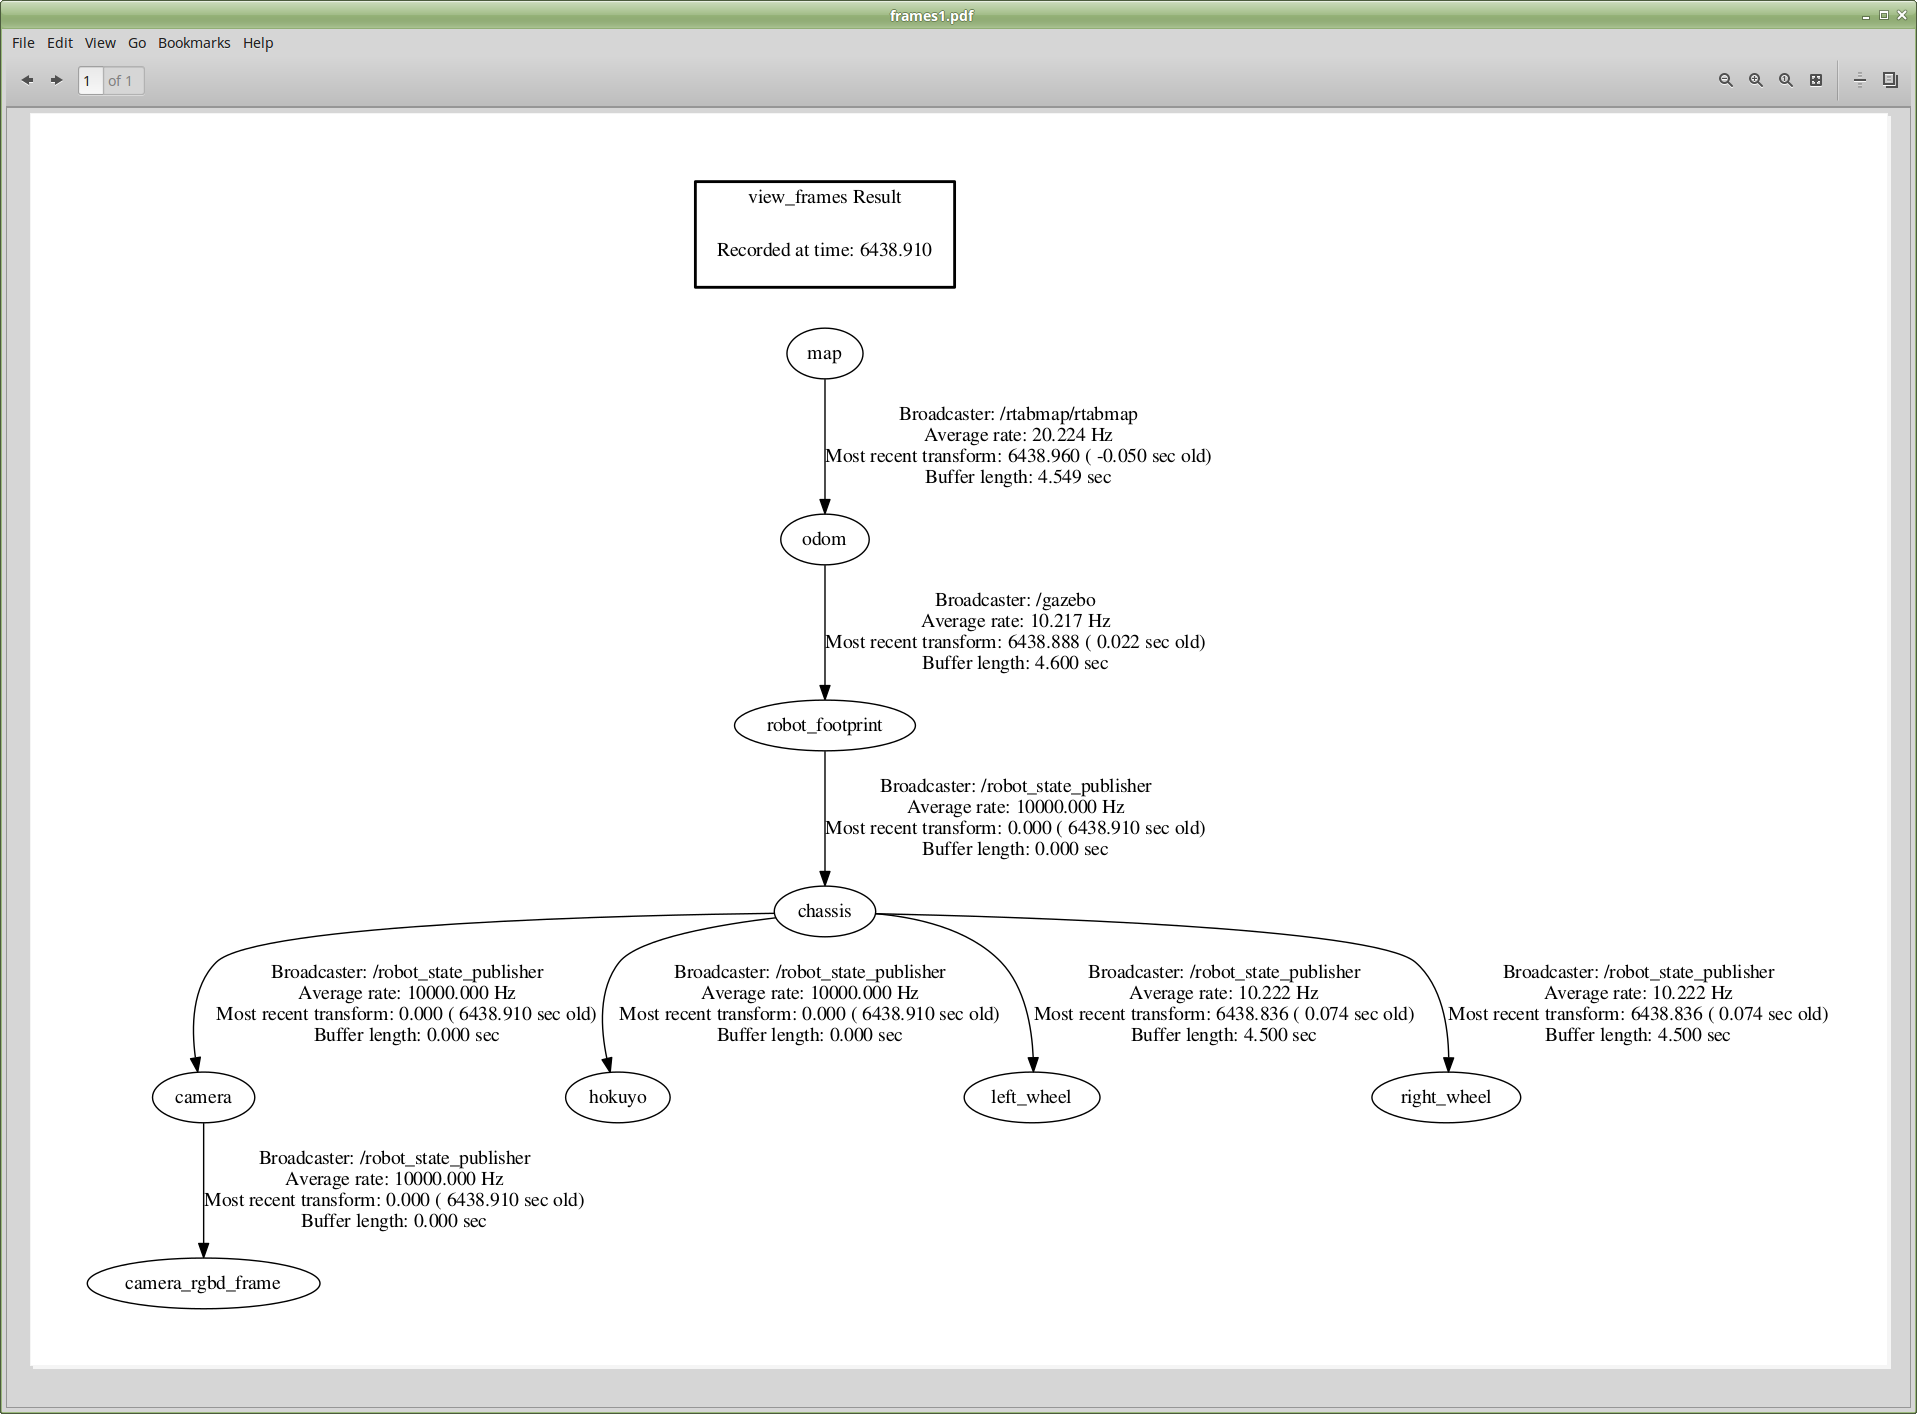 frames1.pdf
File Edit View Go Bookmarks Help
1 of 1
view_frames Result
Recorded at time: 6438.910
map
Broadcaster: /rtabmap/rtabmap
Average rate: 20.224 Hz
Most recent transform: 6438.960 ( -0.050 sec old)
Buffer length: 4.549 sec
odom
Broadcaster: /gazebo
Average rate: 10.217 Hz
Most recent transform: 6438.888 ( 0.022 sec old)
Buffer length: 4.600 sec
robot_footprint
Broadcaster: /robot_state_publisher
Average rate: 10000.000 Hz
Most recent transform: 0.000 ( 6438.910 sec old)
Buffer length: 0.000 sec
chassis
Broadcaster: /robot_state_publisher
Average rate: 10000.000 Hz
Most recent transform: 0.000 ( 6438.910 sec old)
Buffer length: 0.000 sec
Broadcaster: /robot_state_publisher
Average rate: 10000.000 Hz
Most recent transform: 0.000 ( 6438.910 sec old)
Buffer length: 0.000 sec
Broadcaster: /robot_state_publisher
Average rate: 10.222 Hz
Most recent transform: 6438.836 ( 0.074 sec old)
Buffer length: 4.500 sec
Broadcaster: /robot_state_publisher
Average rate: 10.222 Hz
Most recent transform: 6438.836 ( 0.074 sec old)
Buffer length: 4.500 sec
camera
hokuyo
left_wheel
right_wheel
Broadcaster: /robot_state_publisher
Average rate: 10000.000 Hz
Most recent transform: 0.000 ( 6438.910 sec old)
Buffer length: 0.000 sec
camera_rgbd_frame